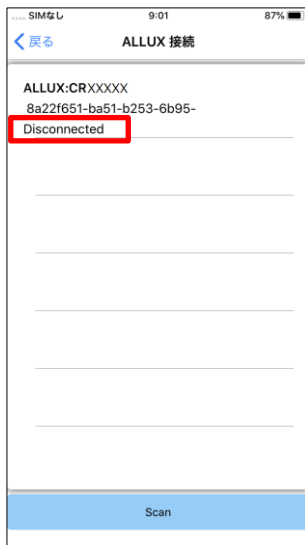 SIMなし 9:01 87%
戻る ALLUX 接続
ALLUX:CRXXXXX
8a22f651-ba51-b253-6b95-
Disconnected
Scan